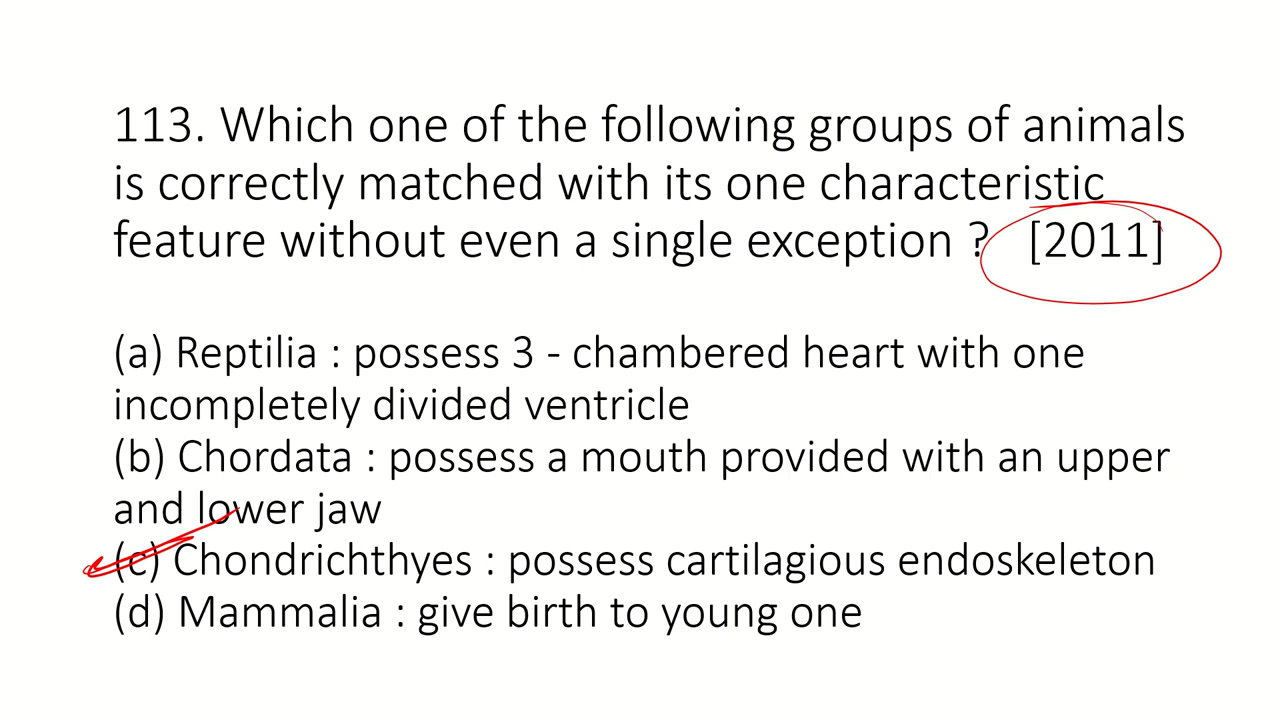 113. Which one of the following groups of animals
is correctly matched with its one characteristic
feature without even a single exception ? [2011]
(a) Reptilia : possess 3 - chambered heart with one
incompletely divided ventricle
(b) Chordata : possess a mouth provided with an upper
and lower jaw
(c) Chondrichthyes : possess cartilagious endoskeleton
(d) Mammalia : give birth to young one